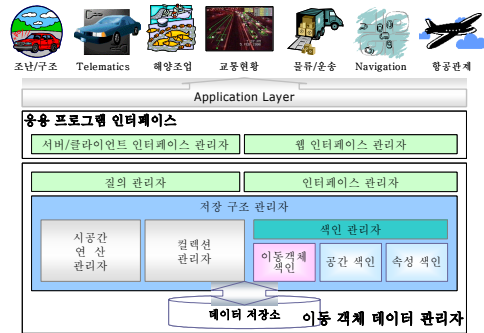 조난/구조 Telematics 해양조업 교통현황 물류/운송 Navigation 항공관제
Application Layer
응용 프로그램 인터페이스
서버/클라이언트 인터페이스 관리자 웹 인터페이스 관리자
질의 관리자 인터페이스 관리자
저장 구조 관리자
시공간
연 산
관리자
컬렉션
관리자
색인 관리자
이동객체
색인
공간 색인
속성 색인
데이터 저장소
이동 객체 데이터 관리자